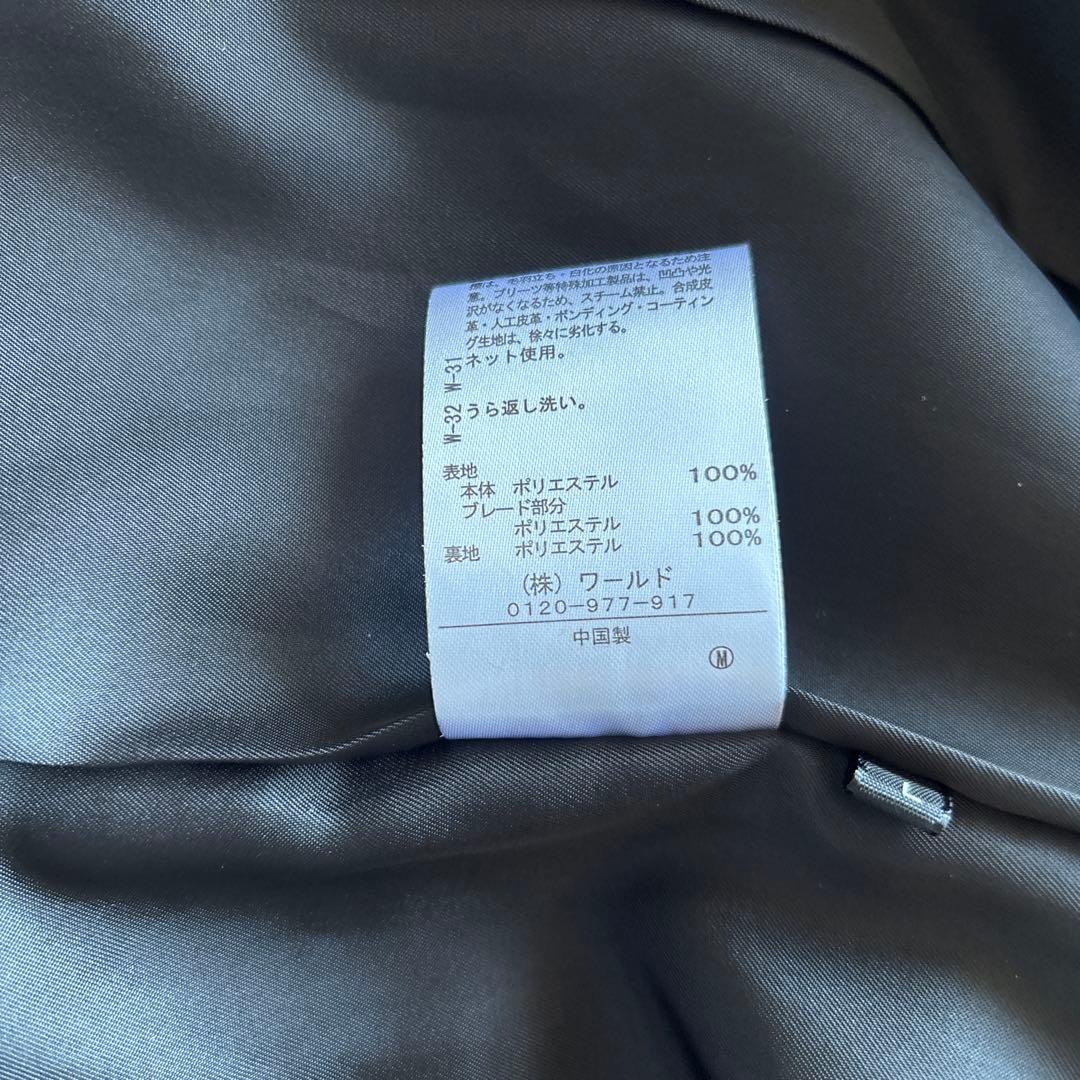 毛羽立ち・白化の原因となるため注
意。プリーツ等特殊加工製品は、凹凸や光
沢がなくなるため、スチーム禁止。合成皮
革・人工皮革・ボンディング・コーティン
グ生地は、徐々に劣化する。
W-31 ネット使用。
W-32 うら返し洗い。
表地
本体 ポリエステル 100%
ブレード部分
ポリエステル 100%
裏地 ポリエステル 100%
(株) ワールド
0120-977-917
中国製
Ⓜ